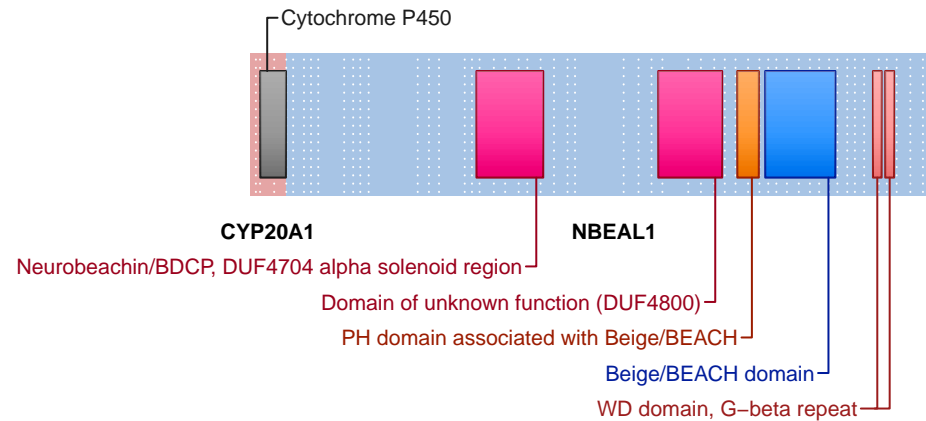 Cytochrome P450
CYP20A1 NBEAL1
Neurobeachin/BDCP, DUF4704 alpha solenoid region
Domain of unknown function (DUF4800)
PH domain associated with Beige/BEACH
Beige/BEACH domain
WD domain, G−beta repeat